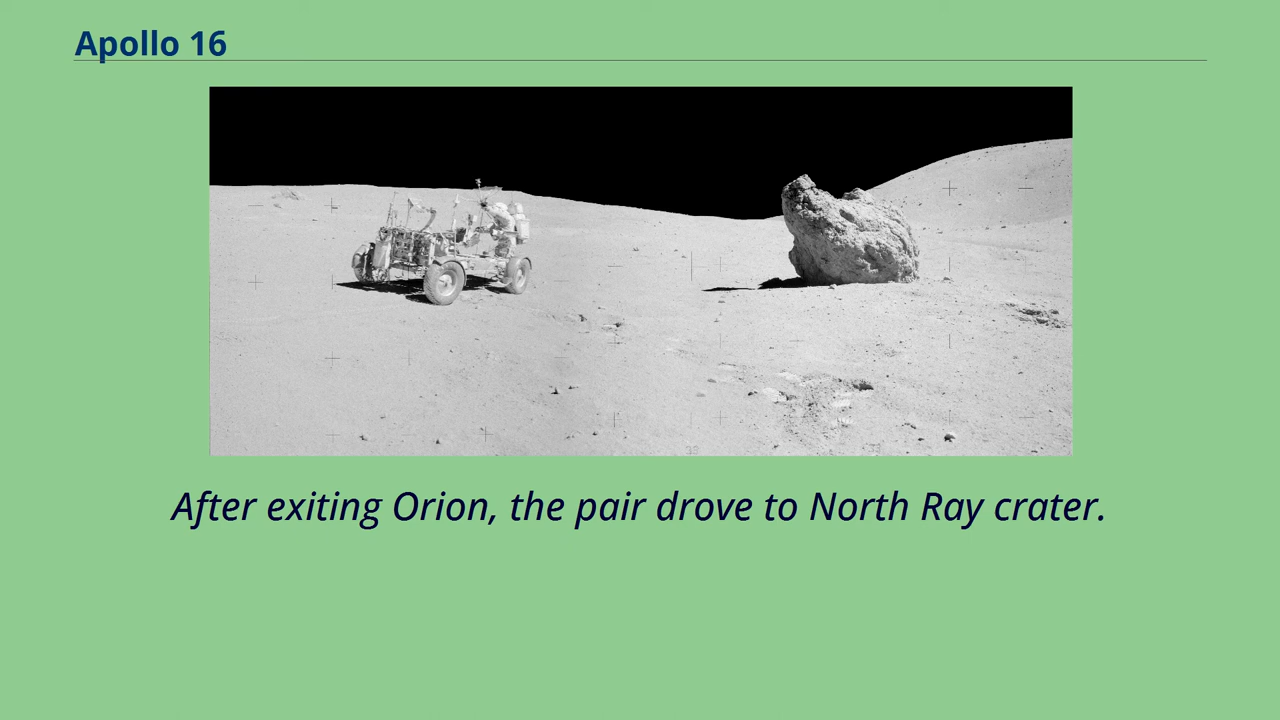 Apollo 16
After exiting Orion, the pair drove to North Ray crater.